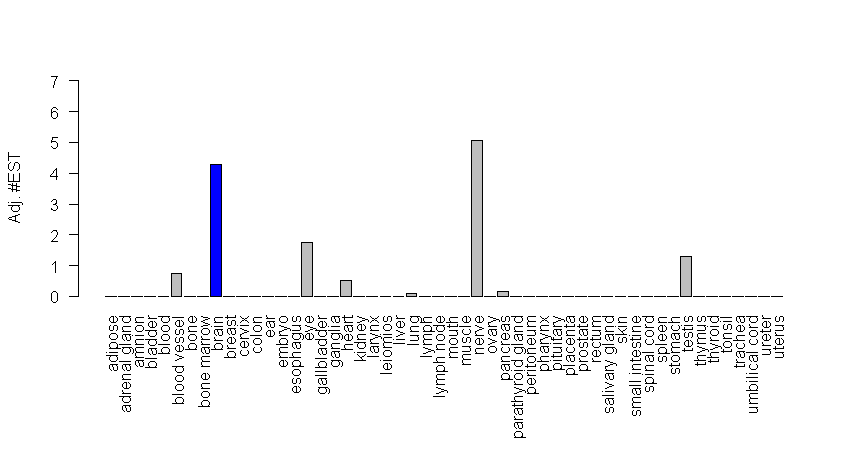 7
6
5
4
3
2
1
0
Adj. #EST
adipose
adrenal gland
amnion
bladder
blood
blood vessel
bone
bone marrow
brain
breast
cervix
colon
ear
embryo
esophagus
eye
gallbladder
ganglia
heart
kidney
larynx
leiomios
liver
lung
lymph
lymph node
mouth
muscle
nerve
ovary
pancreas
parathyroid gland
peritoneum
pharynx
pituitary
placenta
prostate
rectum
salivary gland
skin
small intestine
spinal cord
spleen
stomach
testis
thymus
thyroid
tonsil
trachea
umbilical cord
ureter
uterus